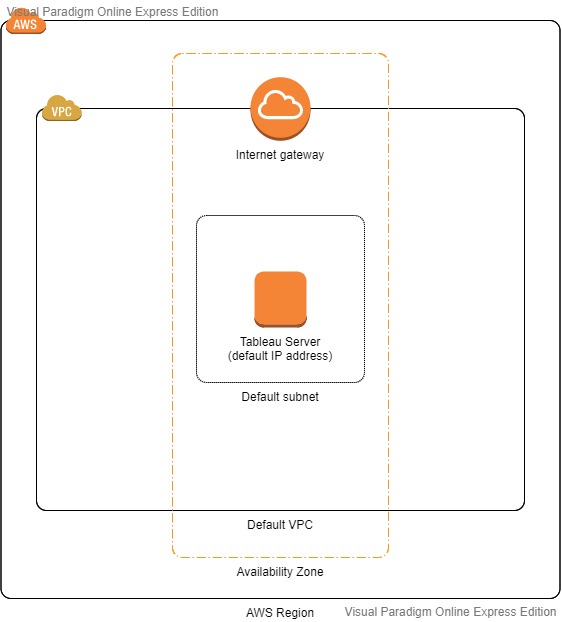 Visual Paradigm Online Express Edition
AWS
VPC
Internet gateway
Tableau Server
(default IP address)
Default subnet
Default VPC
Availability Zone
AWS Region
Visual Paradigm Online Express Edition